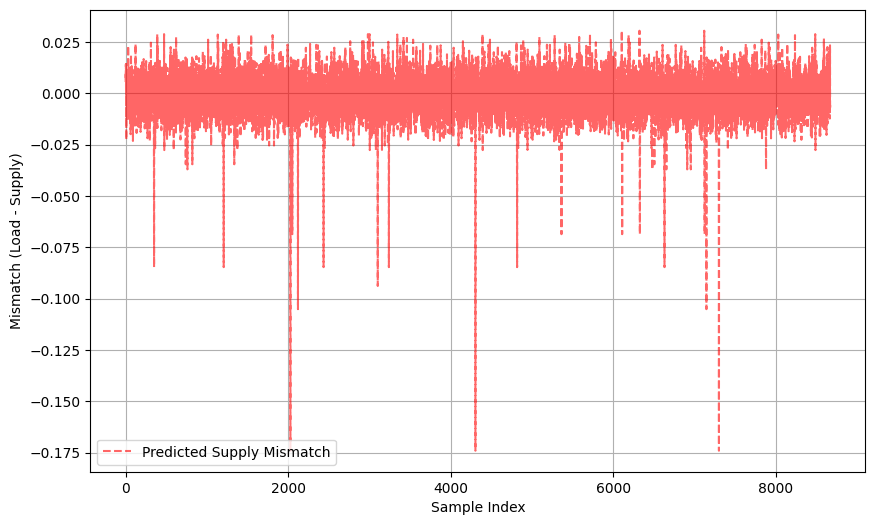 0.025
0.000
−0.025
−0.050
−0.075
−0.100
−0.125
−0.150
−0.175
Mismatch (Load - Supply)
Predicted Supply Mismatch
0 2000 4000 6000 8000
Sample Index